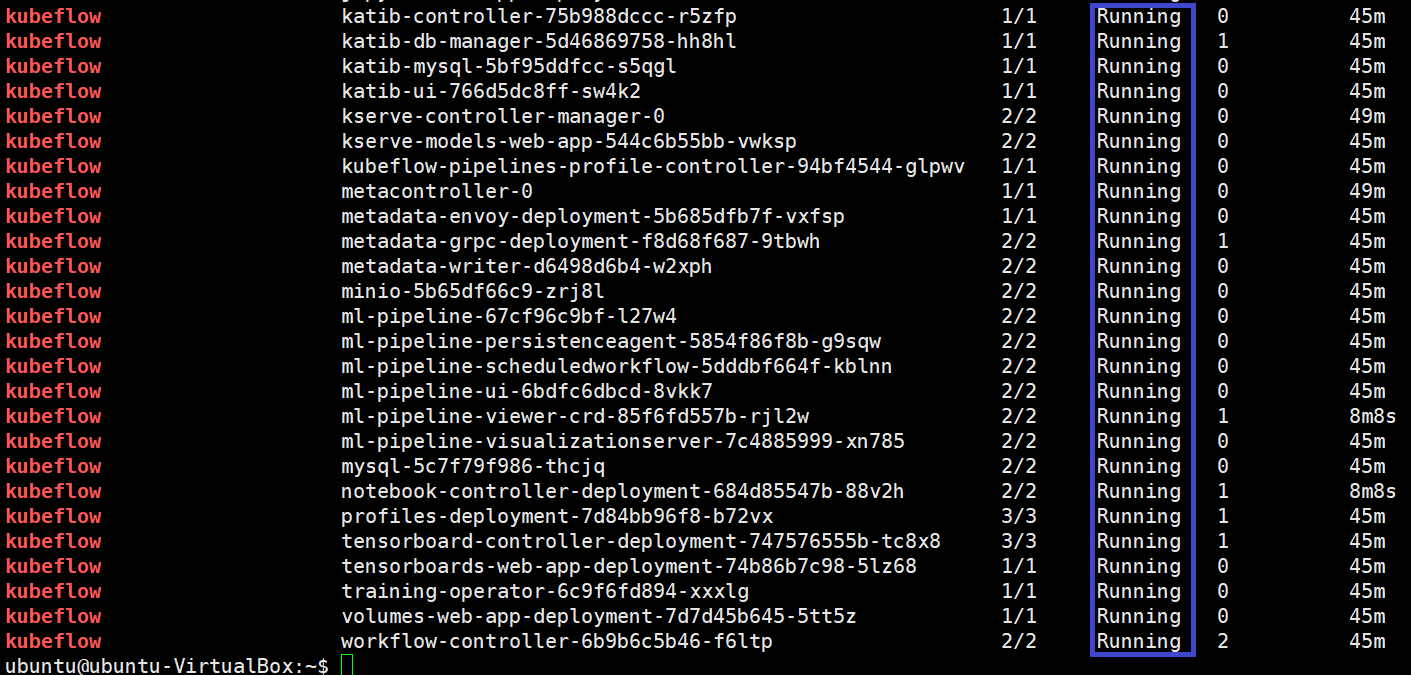 kubeflow katib-controller-75b988dccc-r5zfp 1/1 Running 0 45m
kubeflow katib-db-manager-5d46869758-hh8hl 1/1 Running 1 45m
kubeflow katib-mysql-5bf95ddfcc-s5qgl 1/1 Running 0 45m
kubeflow katib-ui-766d5dc8ff-sw4k2 1/1 Running 0 45m
kubeflow kserve-controller-manager-0 2/2 Running 0 49m
kubeflow kserve-models-web-app-544c6b55bb-vwksp 2/2 Running 0 45m
kubeflow kubeflow-pipelines-profile-controller-94bf4544-glpwv 1/1 Running 0 45m
kubeflow metacontroller-0 1/1 Running 0 49m
kubeflow metadata-envoy-deployment-5b685dfb7f-vxfsp 1/1 Running 0 45m
kubeflow metadata-grpc-deployment-f8d68f687-9tbwh 2/2 Running 1 45m
kubeflow metadata-writer-d6498d6b4-w2xph 2/2 Running 0 45m
kubeflow minio-5b65df66c9-zrj8l 2/2 Running 0 45m
kubeflow ml-pipeline-67cf96c9bf-l27w4 2/2 Running 0 45m
kubeflow ml-pipeline-persistenceagent-5854f86f8b-g9sqw 2/2 Running 0 45m
kubeflow ml-pipeline-scheduledworkflow-5dddbf664f-kblnn 2/2 Running 0 45m
kubeflow ml-pipeline-ui-6bdfc6dbcd-8vkk7 2/2 Running 0 45m
kubeflow ml-pipeline-viewer-crd-85f6fd557b-rjl2w 2/2 Running 1 8m8s
kubeflow ml-pipeline-visualizationserver-7c4885999-xn785 2/2 Running 0 45m
kubeflow mysql-5c7f79f986-thcjq 2/2 Running 0 45m
kubeflow notebook-controller-deployment-684d85547b-88v2h 2/2 Running 1 8m8s
kubeflow profiles-deployment-7d84bb96f8-b72vx 3/3 Running 1 45m
kubeflow tensorboard-controller-deployment-747576555b-tc8x8 3/3 Running 1 45m
kubeflow tensorboards-web-app-deployment-74b86b7c98-5lz68 1/1 Running 0 45m
kubeflow training-operator-6c9f6fd894-xxxlg 1/1 Running 0 45m
kubeflow volumes-web-app-deployment-7d7d45b645-5tt5z 1/1 Running 0 45m
kubeflow workflow-controller-6b9b6c5b46-f6ltp 2/2 Running 2 45m
ubuntu@ubuntu-VirtualBox:~$